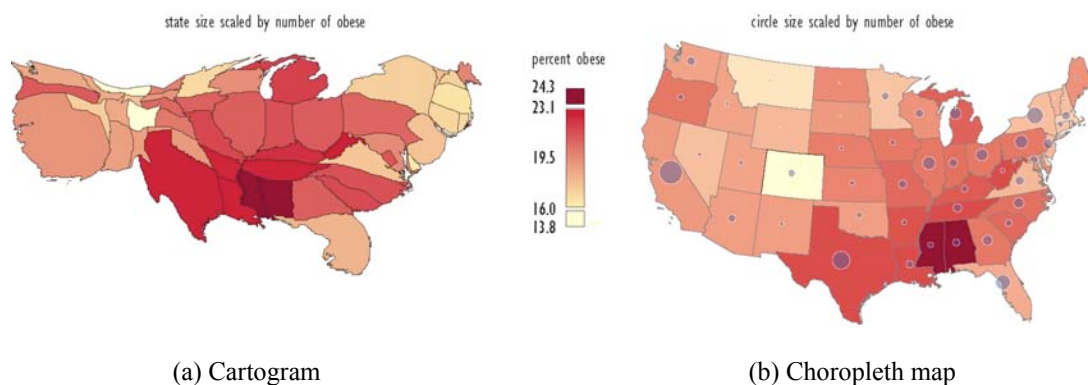 state size scaled by number of obese
circle size scaled by number of obese
percent obese
24.3
23.1
19.5
16.0
13.8
(a) Cartogram
(b) Choropleth map